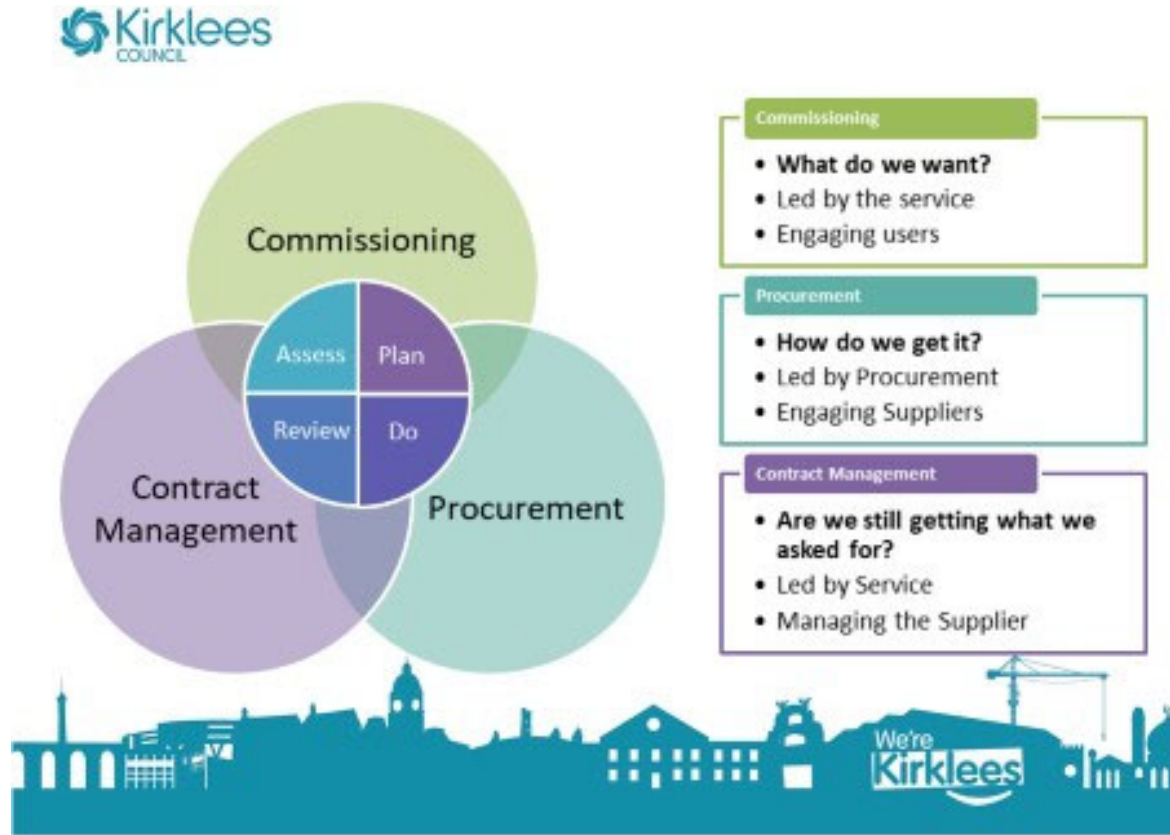 Kirklees
COUNCIL
Commissioning
Assess
Plan
Review
Do
Contract
Management
Procurement
Commissioning
• What do we want?
• Led by the service
• Engaging users
Procurement
• How do we get it?
• Led by Procurement
• Engaging Suppliers
Contract Management
• Are we still getting what we
asked for?
• Led by Service
• Managing the Supplier
We're
Kirklees